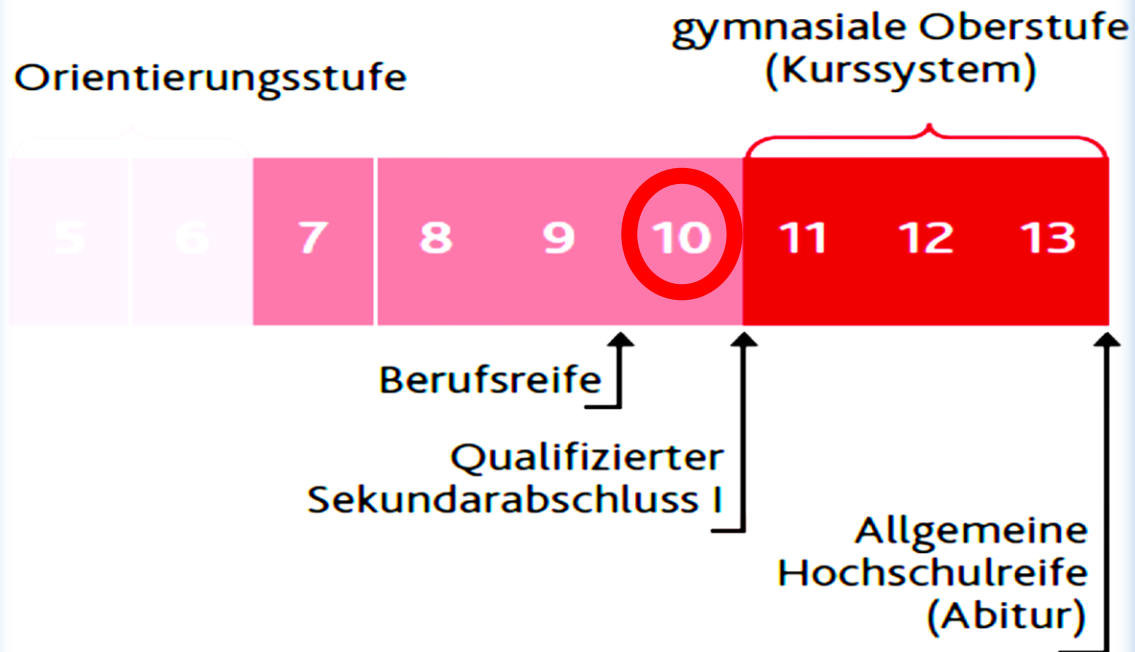 gymnasiale Oberstufe
(Kurssystem)
Orientierungsstufe
5 6 7 8 9 10 11 12 13
Berufsreife
Qualifizierter
Sekundarabschluss I
Allgemeine
Hochschulreife
(Abitur)